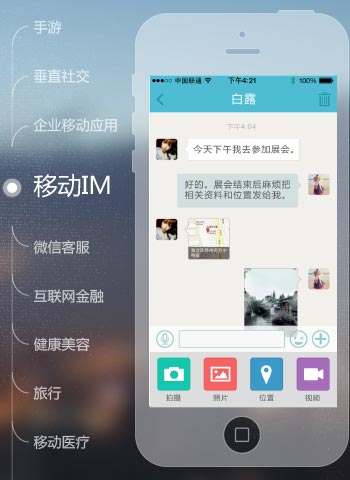 手游
垂直社交
企业移动应用
移动IM
微信客服
互联网金融
健康美容
旅行
移动医疗
中国联通
下午4:21
100%
白露
下午4:04
今天下午我去参加展会。
好的。展会结束后麻烦把
相关资料和位置发给我。
拍摄
照片
位置
视频